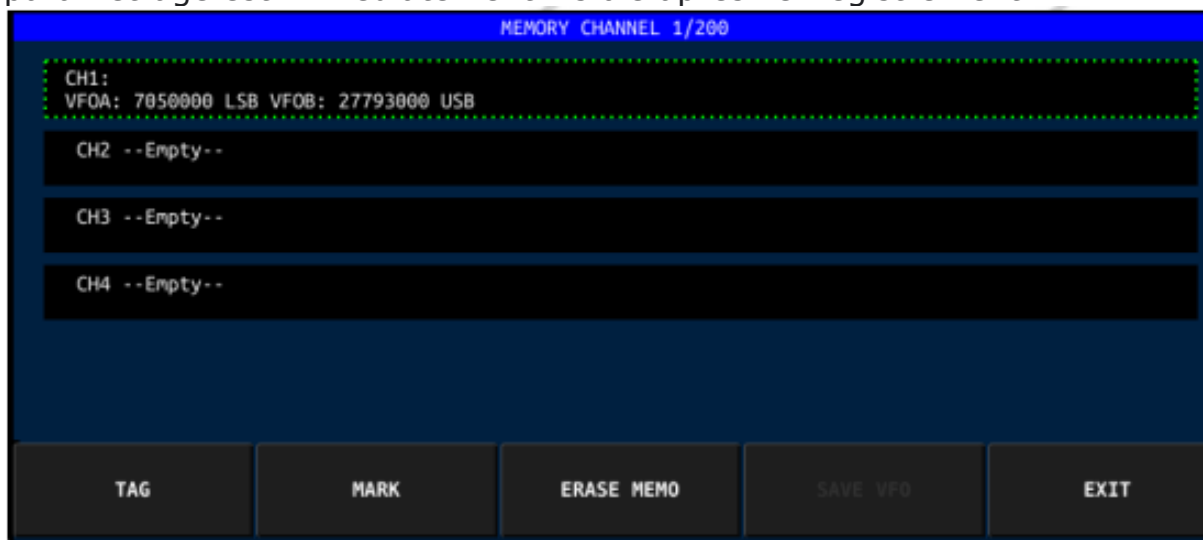 MEMORY CHANNEL 1/200
CH1:
VFOA: 7050000 LSB VFOB: 27793000 USB
CH2 --Empty--
CH3 --Empty--
CH4 --Empty--
TAG MARK ERASE MEMO SAVE VFO EXIT